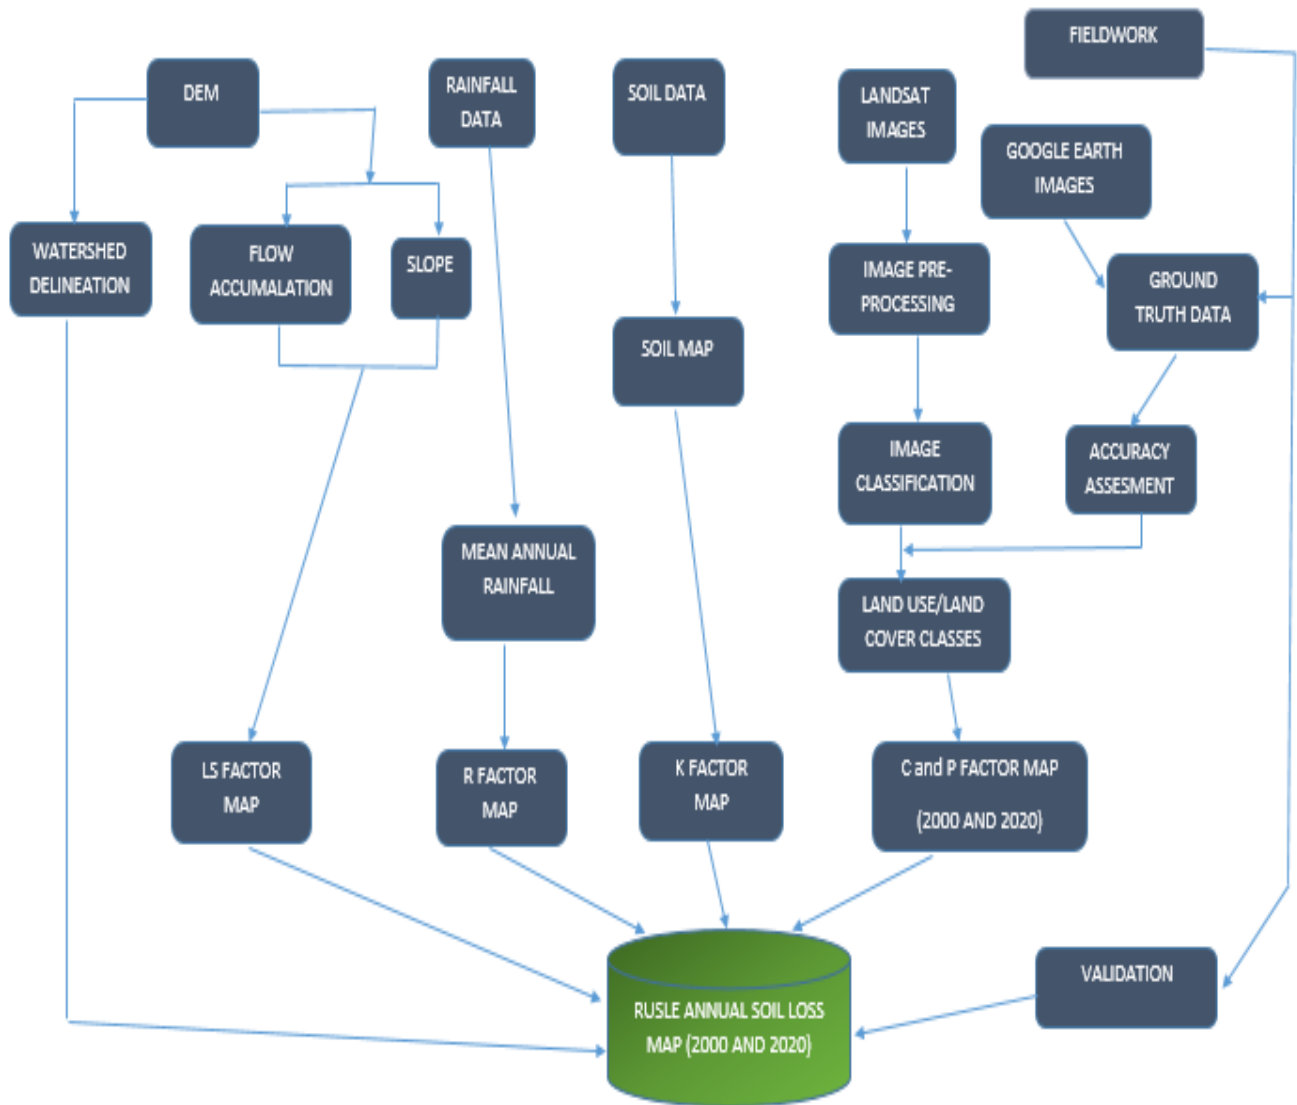 FIELDWORK
DEM
RAINFALL
DATA
SOIL DATA
LANDSAT
IMAGES
GOOGLE EARTH
IMAGES
WATERSHED
DELINEATION
FLOW
ACCUMALATION
SLOPE
IMAGE PRE-
PROCESSING
GROUND
TRUTH DATA
SOIL MAP
IMAGE
CLASSIFICATION
ACCURACY
ASSESMENT
MEAN ANNUAL
RAINFALL
LAND USE/LAND
COVER CLASSES
LS FACTOR
MAP
R FACTOR
MAP
K FACTOR
MAP
C and P FACTOR MAP
(2000 AND 2020)
VALIDATION
RUSLE ANNUAL SOIL LOSS
MAP (2000 AND 2020)